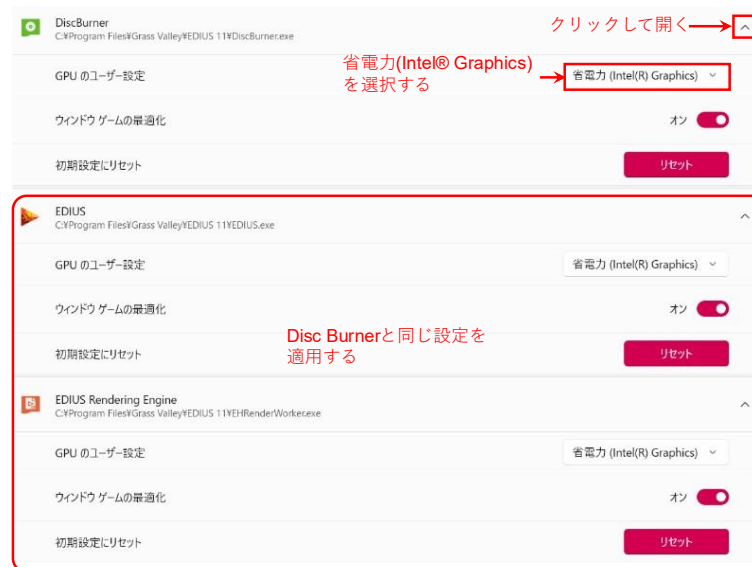 DiscBurner
C:¥Program Files¥Grass Valley¥EDIUS 11¥DiscBurner.exe
クリックして開く
GPU のユーザー設定
省電力(Intel® Graphics)
を選択する
省電力 (Intel(R) Graphics)
ウィンドウ ゲームの最適化
オン
初期設定にリセット
リセット
EDIUS
C:¥Program Files¥Grass Valley¥EDIUS 11¥EDIUS.exe
GPU のユーザー設定
省電力 (Intel(R) Graphics)
ウィンドウ ゲームの最適化
オン
Disc Burnerと同じ設定を
適用する
初期設定にリセット
リセット
EDIUS Rendering Engine
C:¥Program Files¥Grass Valley¥EDIUS 11¥EHRenderWorker.exe
GPU のユーザー設定
省電力 (Intel(R) Graphics)
ウィンドウ ゲームの最適化
オン
初期設定にリセット
リセット